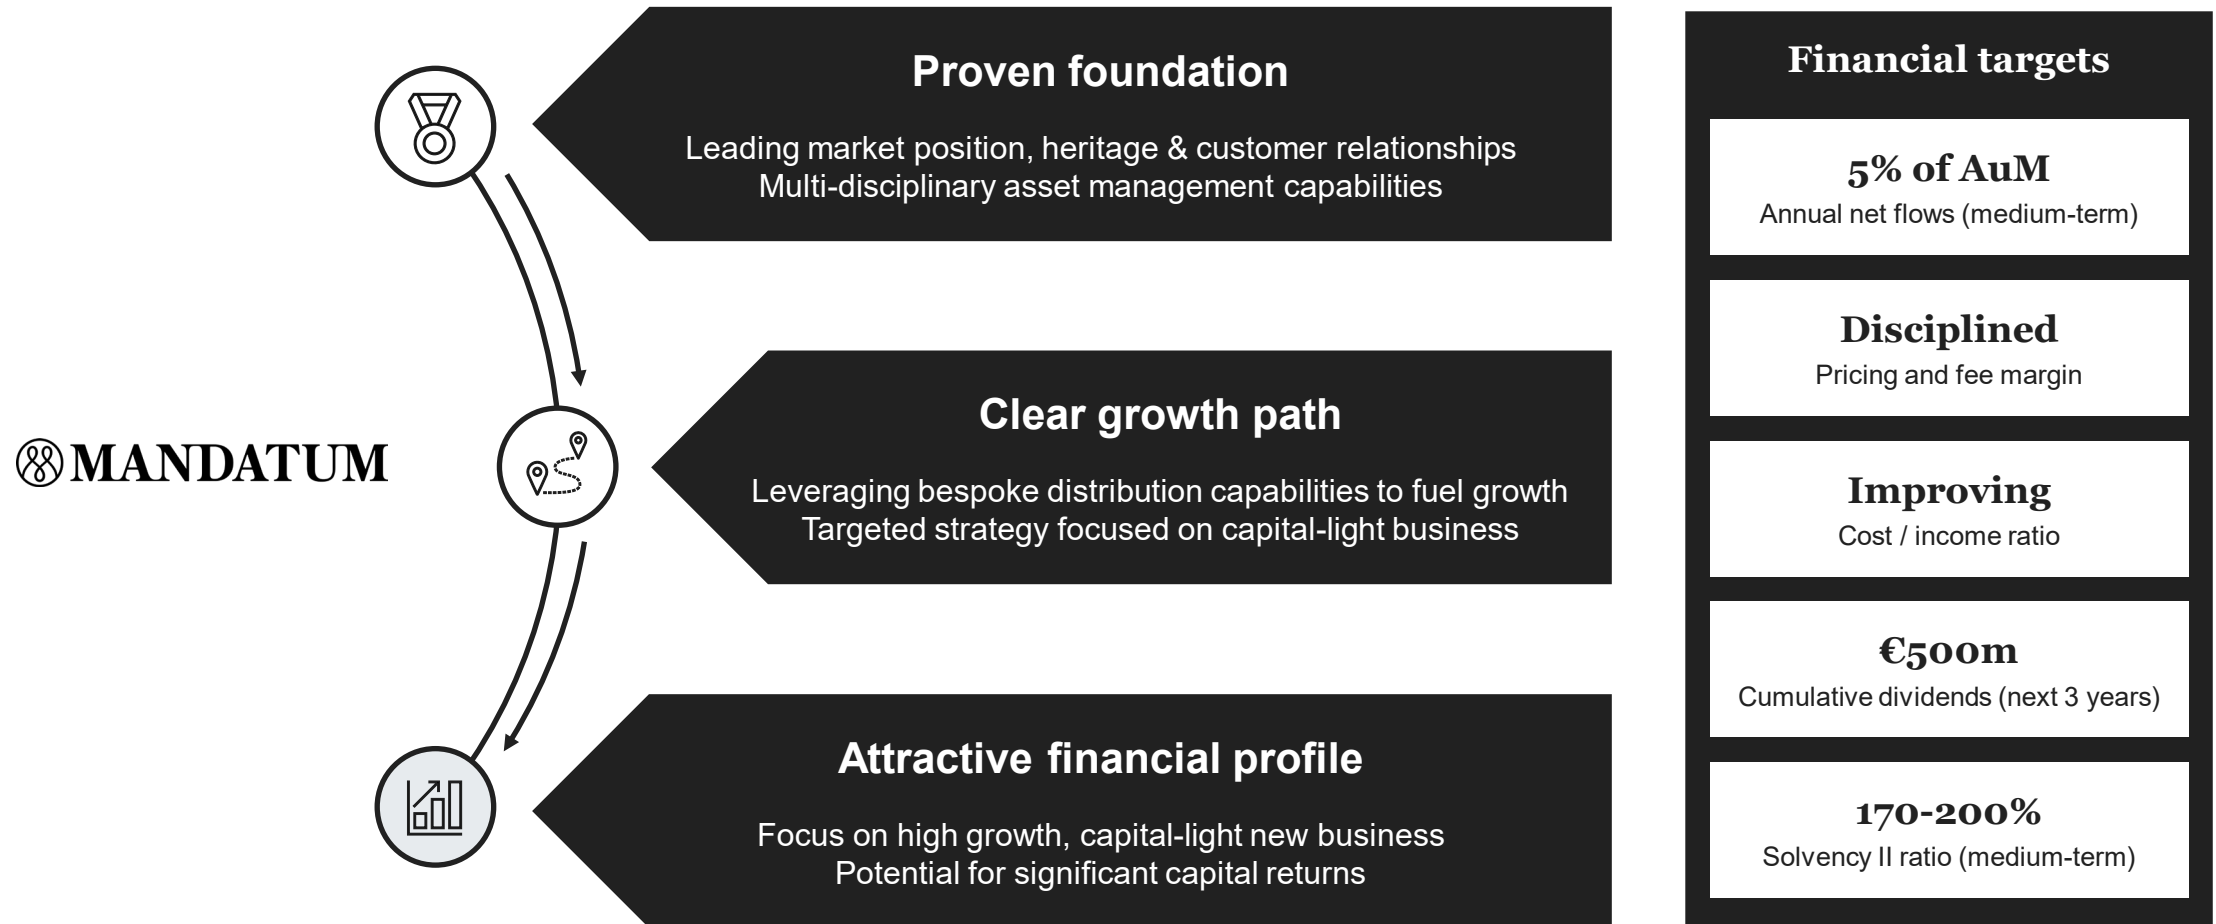 MANDATUM
Proven foundation
Leading market position, heritage & customer relationships
Multi-disciplinary asset management capabilities
Clear growth path
Leveraging bespoke distribution capabilities to fuel growth
Targeted strategy focused on capital-light business
Attractive financial profile
Focus on high growth, capital-light new business
Potential for significant capital returns
Financial targets
5% of AuM
Annual net flows (medium-term)
Disciplined
Pricing and fee margin
Improving
Cost / income ratio
€500m
Cumulative dividends (next 3 years)
170-200%
Solvency II ratio (medium-term)